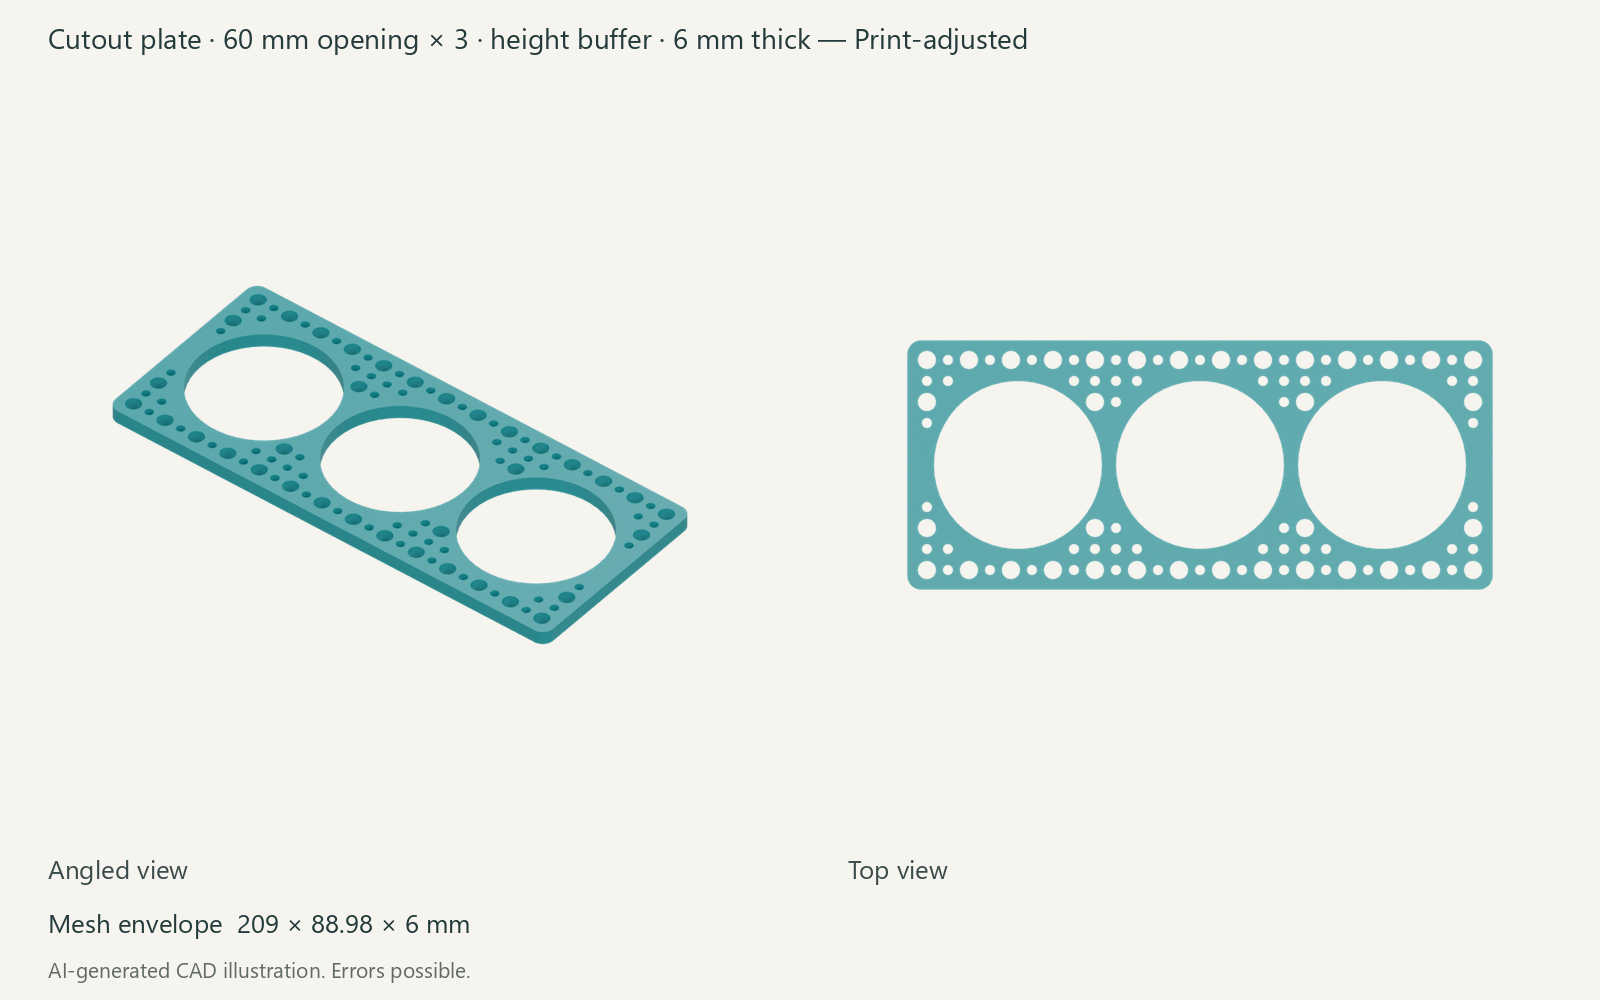 Cutout plate · 60 mm opening × 3 · height buffer · 6 mm thick — Print-adjusted
Angled view
Top view
Mesh envelope  209 × 88.98 × 6 mm
AI-generated CAD illustration. Errors possible.